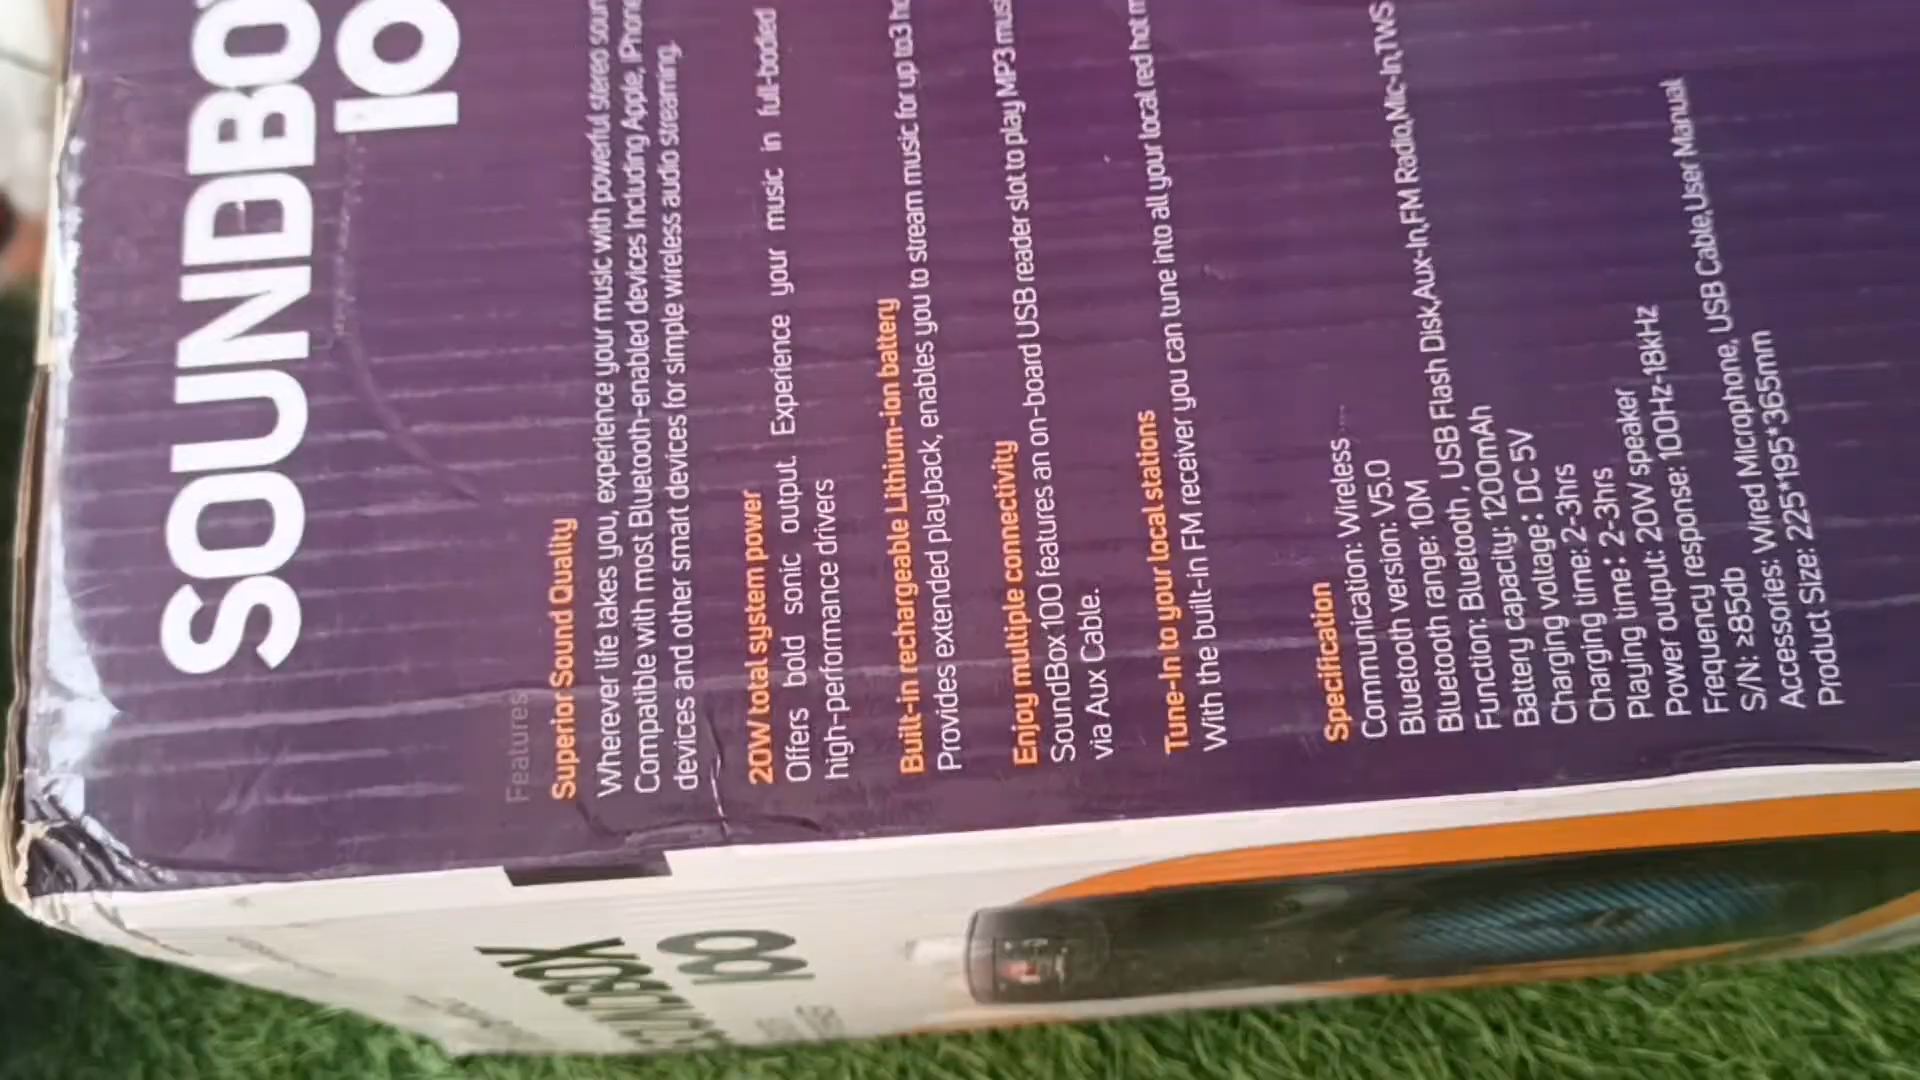 SOUNDBO
10
Features
Superior Sound Quality
Wherever life takes you, experience your music with powerful stereo soun
Compatible with most Bluetooth-enabled devices Including Apple, iPhone
devices and other smart devices for simple wireless audio streaming.
20W total system power
Offers bold sonic output. Experience your music in full-bodied
high-performance drivers
Built-in rechargeable Lithium-ion battery
Provides extended playback, enables you to stream music for up to3 ho
Enjoy multiple connectivity
SoundBox 100 features an on-board USB reader slot to play MP3 musi
via Aux Cable.
Tune-In to your local stations
With the built-in FM receiver you can tune into all your local red hot m
Specification
Communication: Wireless
Bluetooth version: V5.0
Bluetooth range: 10M
Function: Bluetooth , USB Flash Disk,Aux-In,FM Radio,Mic-In,TWS
Battery capacity: 1200mAh
Charging voltage: DC 5V
Charging time: 2-3hrs
Charging time: 2-3hrs
Playing time: 20W speaker
Power output: 100Hz-18kHz
Frequency response:
S/N: ≥85db
Accessories: Wired Microphone, USB Cable,User Manual
Product Size: 225*195*365mm